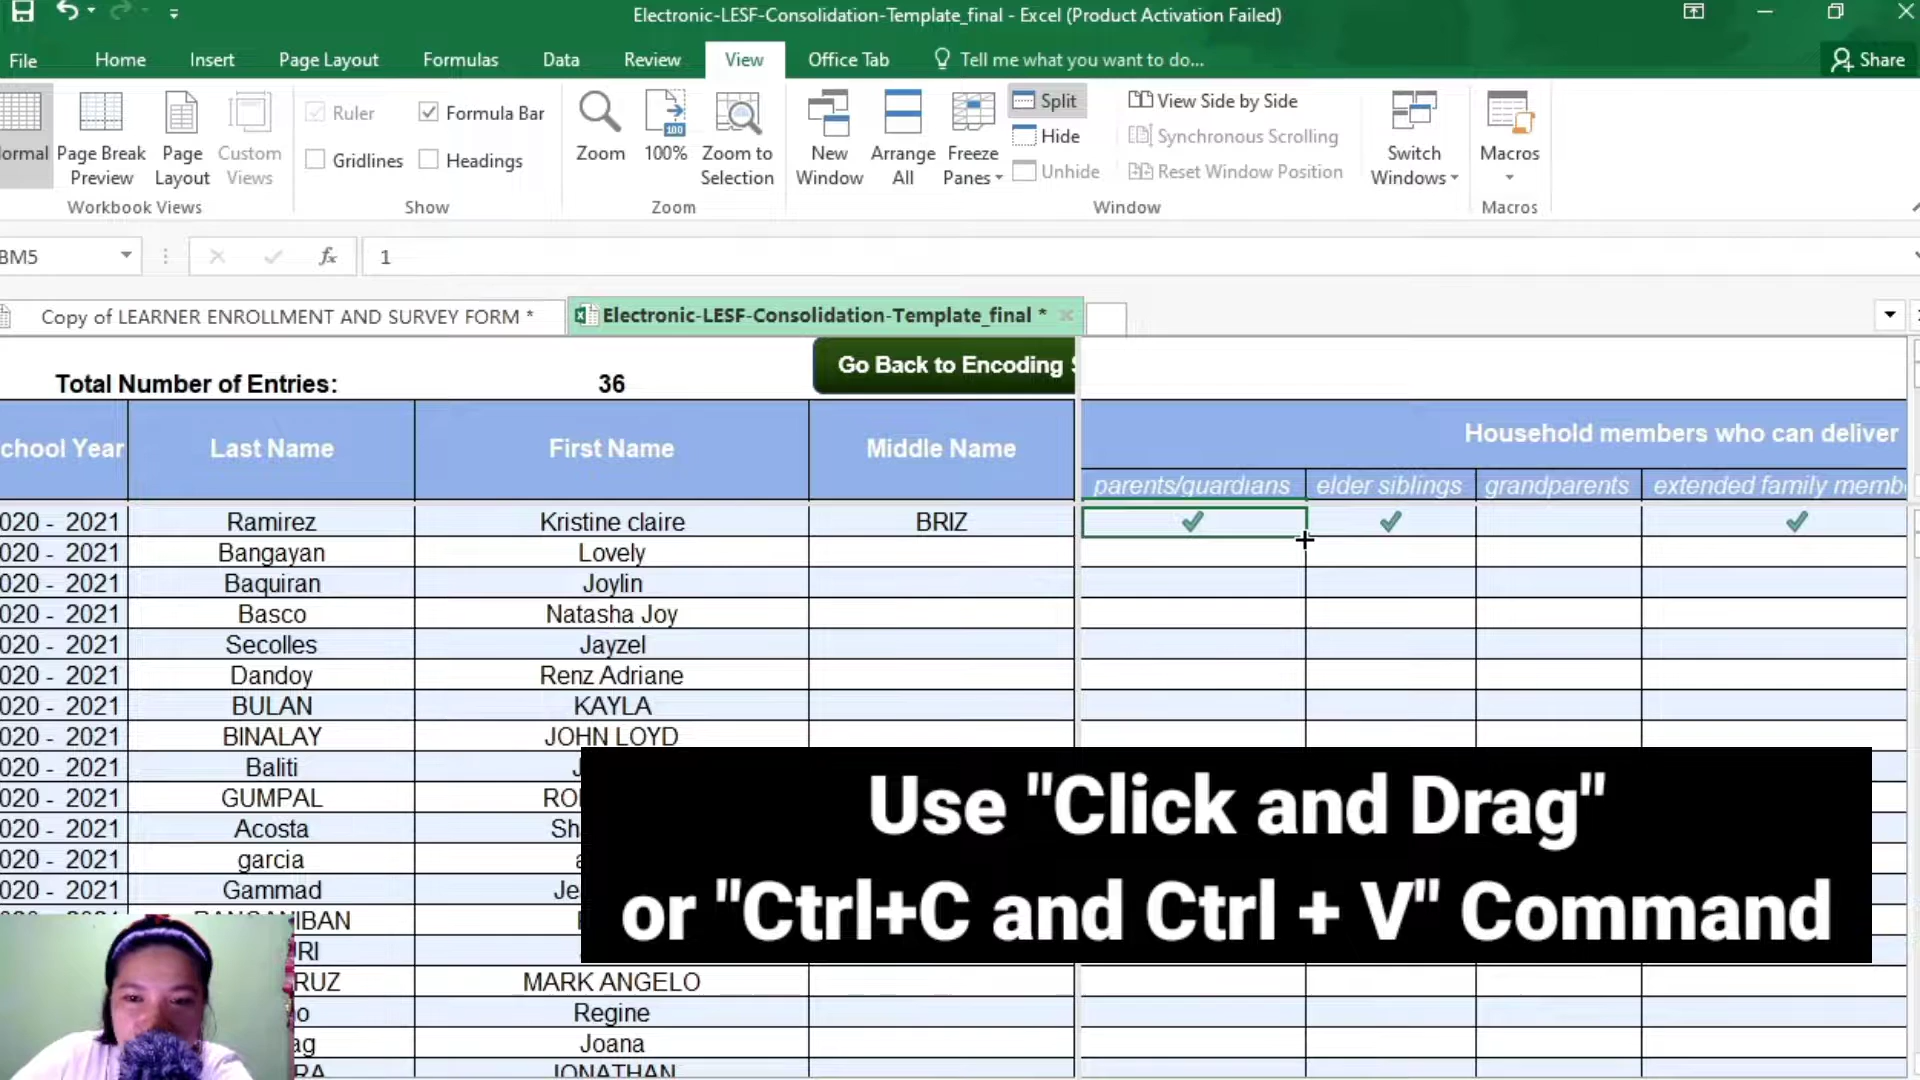 Electronic-LESF-Consolidation-Template_final - Excel (Product Activation Failed)
File Home Insert Page Layout Formulas Data Review View Office Tab Tell me what you want to do... Share
Ruler Formula Bar
Gridlines Headings
Page Break Preview
Page Layout
Custom Views
Workbook Views
Show
Zoom
100%
Zoom to Selection
Zoom
New Window
Arrange All
Freeze Panes
Split
Hide
Unhide
View Side by Side
Synchronous Scrolling
Reset Window Position
Window
Switch Windows
Macros
Macros
BM5 fx 1
Copy of LEARNER ENROLLMENT AND SURVEY FORM * Electronic-LESF-Consolidation-Template_final *
Total Number of Entries: 36 Go Back to Encoding
chool Year Last Name First Name Middle Name Household members who can deliver
parents/guardians elder siblings grandparents extended family memb
020 - 2021 Ramirez Kristine claire BRIZ
020 - 2021 Bangayan Lovely
020 - 2021 Baquiran Joylin
020 - 2021 Basco Natasha Joy
020 - 2021 Secolles Jayzel
020 - 2021 Dandoy Renz Adriane
020 - 2021 BULAN KAYLA
020 - 2021 BINALAY JOHN LOYD
020 - 2021 Baliti
020 - 2021 GUMPAL
020 - 2021 Acosta
020 - 2021 garcia
020 - 2021 Gammad
RUZ MARK ANGELO
Regine
Joana
JONATHAN
Use "Click and Drag"
or "Ctrl+C and Ctrl + V" Command